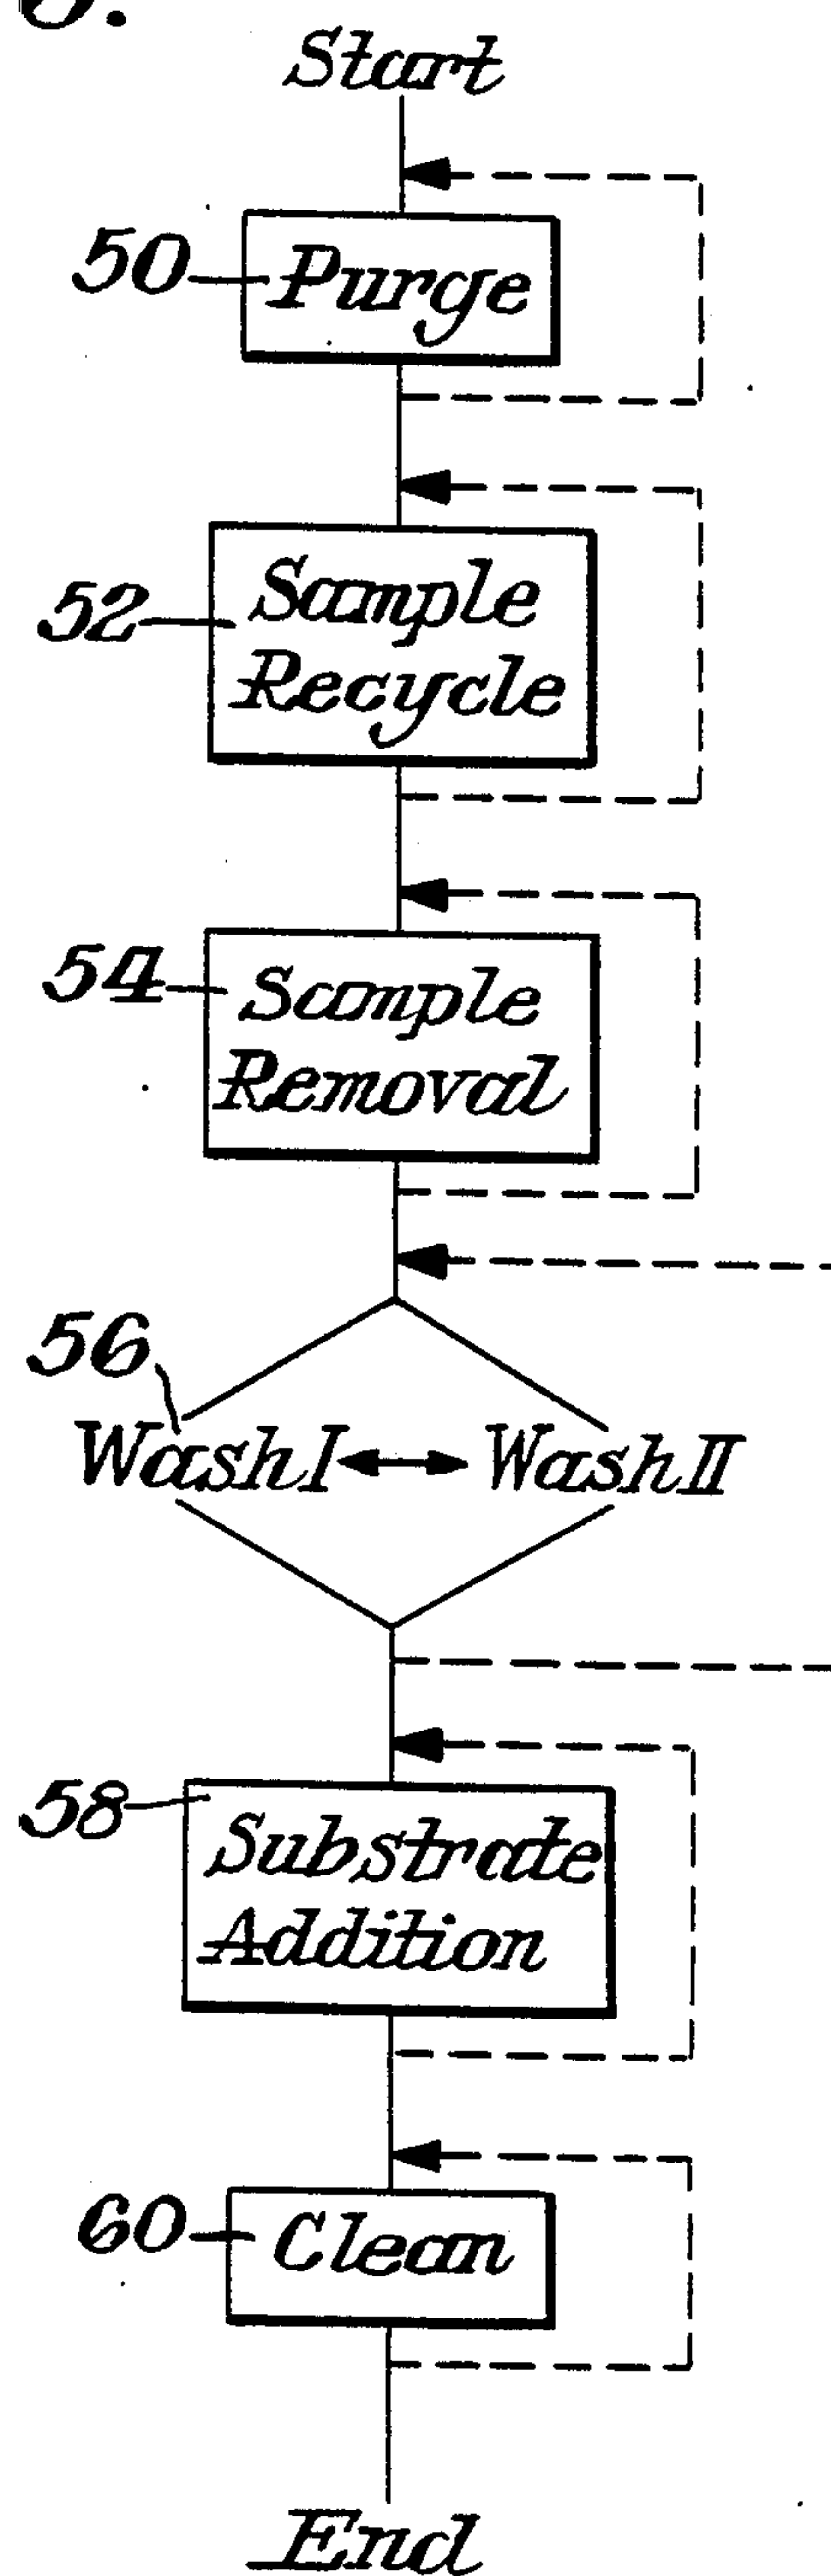 Start
50
Purge
52
Sample
Recycle
54
Sample
Removal
56
Wash I Wash II
58
Substrate
Addition
60
Clean
End